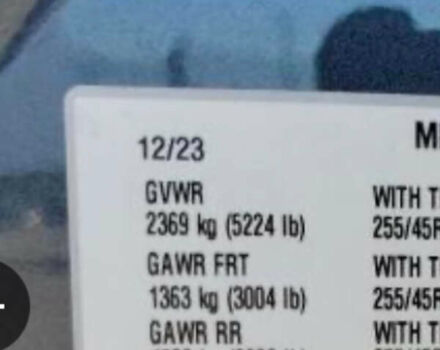 M
12/23
GVWR WITH T
2369 kg (5224 lb) 255/45R
GAWR FRT WITH T
1363 kg (3004 lb) 255/45R
GAWR RR WITH T